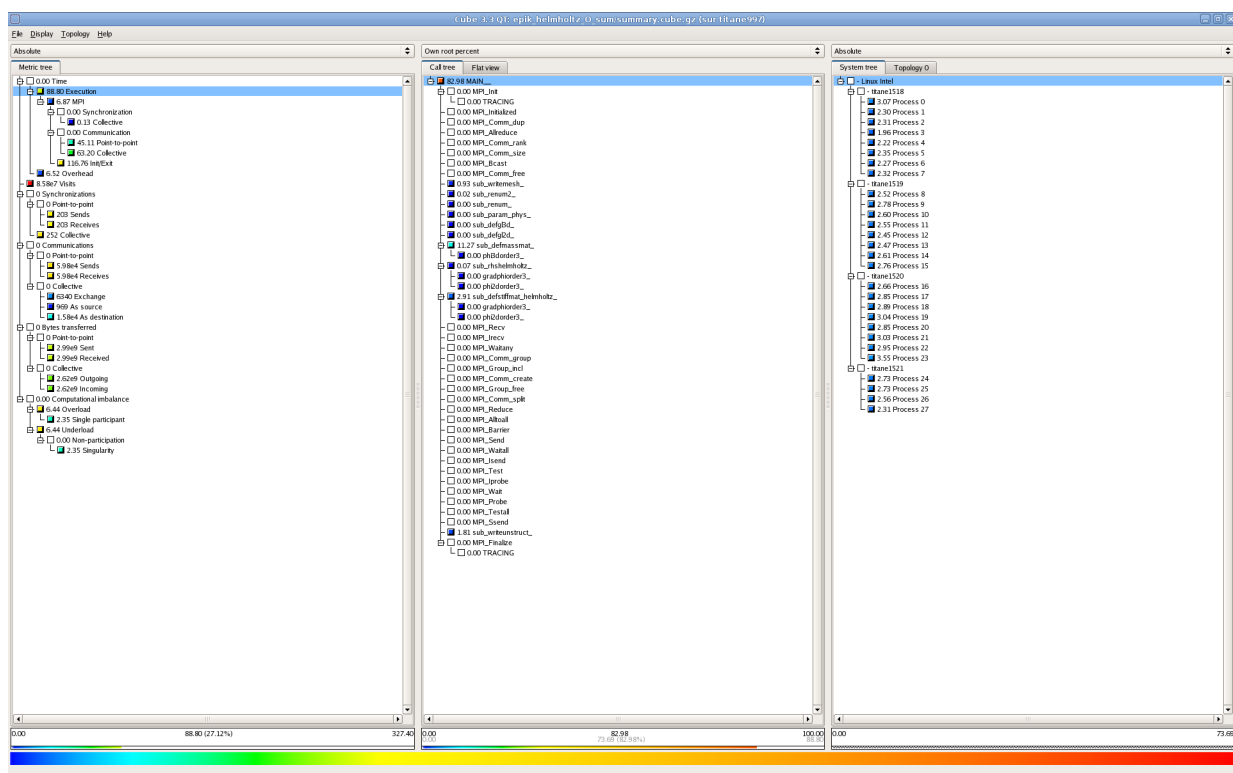 Cube 3.3 QT: epik_helmholtz_O_sum/summary.cube.gz (sur titane997)
File Display Topology Help
Absolute
Own root percent
Absolute
Metric tree
Call tree Flat view
System tree Topology 0
0.00 Time
88.80 Execution
6.87 MPI
0.00 Synchronization
0.13 Collective
0.00 Communication
45.11 Point-to-point
63.20 Collective
116.76 Init/Exit
6.52 Overhead
8.58e7 Visits
0 Synchronizations
0 Point-to-point
203 Sends
203 Receives
252 Collective
0 Communications
0 Point-to-point
5.98e4 Sends
5.98e4 Receives
0 Collective
6340 Exchange
969 As source
1.58e4 As destination
0 Bytes transferred
0 Point-to-point
2.99e9 Sent
2.99e9 Received
0 Collective
2.62e9 Outgoing
2.62e9 Incoming
0.00 Computational imbalance
6.44 Overload
2.35 Single participant
6.44 Underload
0.00 Non-participation
2.35 Singularity
82.98 MAIN__
0.00 MPI_Init
0.00 TRACING
0.00 MPI_Initialized
0.00 MPI_Comm_dup
0.00 MPI_Allreduce
0.00 MPI_Comm_rank
0.00 MPI_Comm_size
0.00 MPI_Bcast
0.00 MPI_Comm_free
0.93 sub_writemesh_
0.02 sub_renum2_
0.00 sub_renum_
0.00 sub_param_phys_
0.00 sub_defgl3d_
0.00 sub_defgl2d_
11.27 sub_defmassmat_
0.00 phi3dorder3_
0.07 sub_rhshelmholtz_
0.00 gradphiorder3_
0.00 phi2dorder3_
2.91 sub_defstiffmat_helmholtz_
0.00 gradphiorder3_
0.00 phi2dorder3_
0.00 MPI_Recv
0.00 MPI_Irecv
0.00 MPI_Waitany
0.00 MPI_Comm_group
0.00 MPI_Group_incl
0.00 MPI_Comm_create
0.00 MPI_Group_free
0.00 MPI_Comm_split
0.00 MPI_Reduce
0.00 MPI_Alltoall
0.00 MPI_Barrier
0.00 MPI_Send
0.00 MPI_Waitall
0.00 MPI_Isend
0.00 MPI_Test
0.00 MPI_Iprobe
0.00 MPI_Wait
0.00 MPI_Probe
0.00 MPI_Testall
0.00 MPI_Ssend
1.81 sub_writeunstruct_
0.00 MPI_Finalize
0.00 TRACING
- Linux Intel
- titane1518
3.07 Process 0
2.30 Process 1
2.31 Process 2
1.96 Process 3
2.22 Process 4
2.35 Process 5
2.27 Process 6
2.32 Process 7
- titane1519
2.52 Process 8
2.78 Process 9
2.60 Process 10
2.55 Process 11
2.45 Process 12
2.47 Process 13
2.61 Process 14
2.76 Process 15
- titane1520
2.66 Process 16
2.85 Process 17
2.89 Process 18
3.04 Process 19
2.85 Process 20
3.03 Process 21
2.95 Process 22
3.55 Process 23
- titane1521
2.73 Process 24
2.73 Process 25
2.56 Process 26
2.31 Process 27
0.00 88.80 (27.12%) 327.40
0.00 82.98 100.00
0.00 73.69 (82.98%) 88.80
0.00 73.69